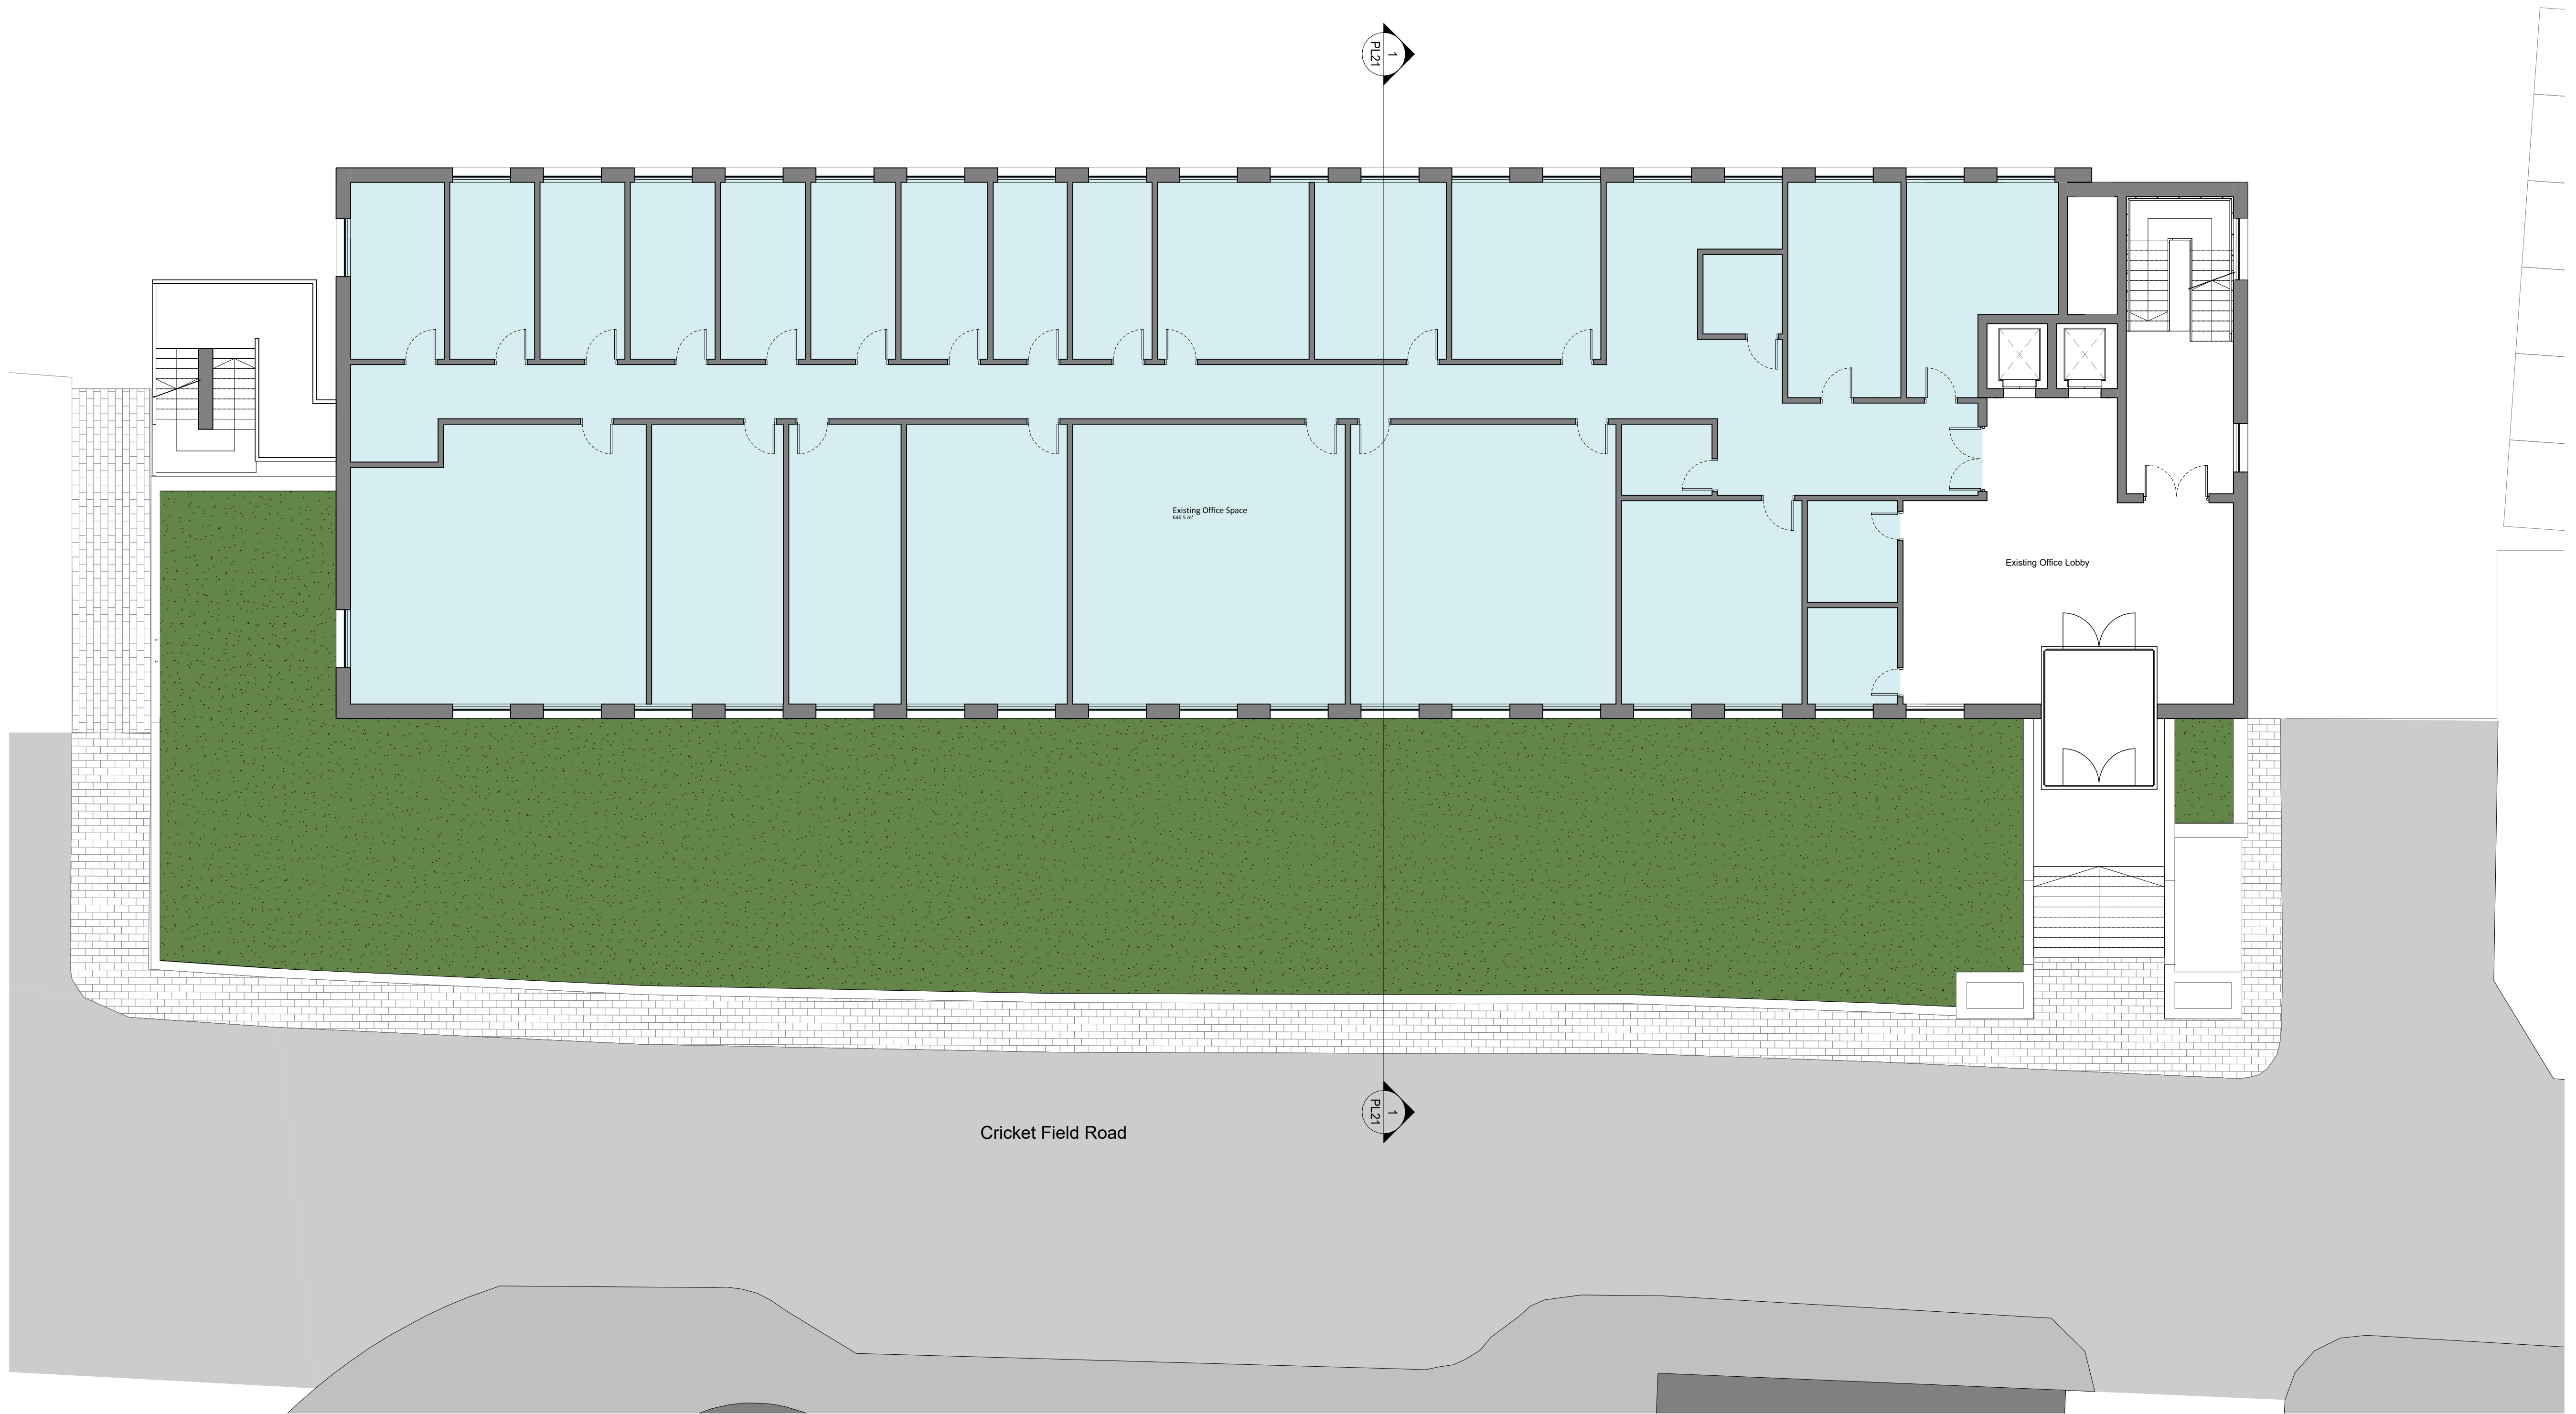 1
PL21
Existing Office Space
646.5 m²
Existing Office Lobby
1
PL21
Cricket Field Road